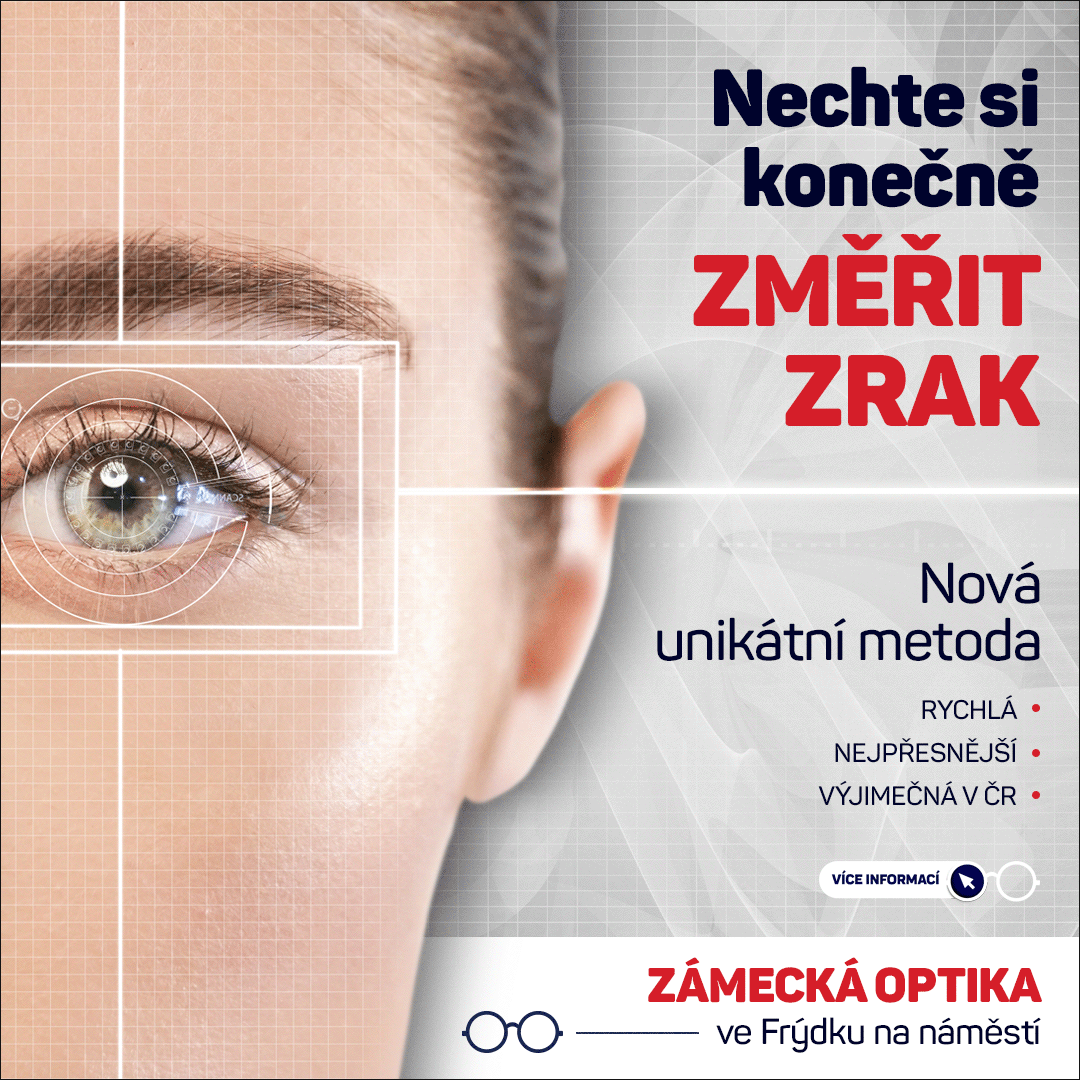 Nechte si
konečně
ZMĚŘIT
ZRAK
Nová
unikátní metoda
RYCHLÁ •
NEJPŘESNĚJŠÍ •
VÝJIMEČNÁ V ČR •
VÍCE INFORMACÍ
ZÁMECKÁ OPTIKA
ve Frýdku na náměstí